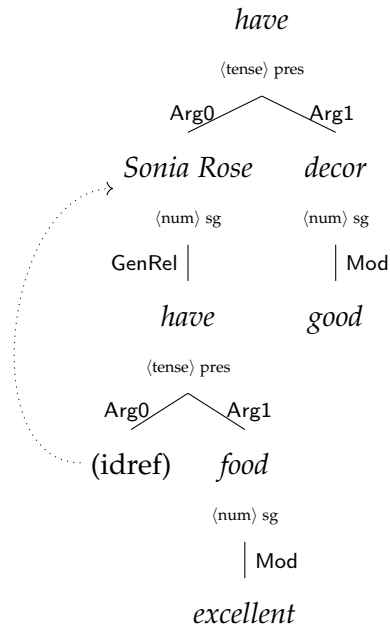 have
⟨tense⟩ pres
Arg0 Arg1
Sonia Rose decor
⟨num⟩ sg ⟨num⟩ sg
GenRel Mod
have good
⟨tense⟩ pres
Arg0 Arg1
(idref) food
⟨num⟩ sg
Mod
excellent